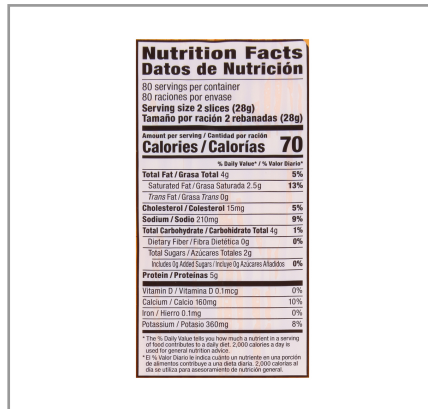 Nutrition Facts
Datos de Nutrición
80 servings per container
80 raciones por envase
Serving size 2 slices (28g)
Tamaño por ración 2 rebanadas (28g)
Amount per serving / Cantidad por ración
Calories / Calorías 70
% Daily Value* / % Valor Diario*
Total Fat / Grasa Total 4g 5%
Saturated Fat / Grasa Saturada 2.5g 13%
Trans Fat / Grasa Trans 0g
Cholesterol / Colesterol 15mg 5%
Sodium / Sodio 210mg 9%
Total Carbohydrate / Carbohidrato Total 4g 1%
Dietary Fiber / Fibra Dietética 0g 0%
Total Sugars / Azúcares Totales 2g
Includes 0g Added Sugars / Incluye 0g Azúcares Añadidos 0%
Protein / Proteínas 5g
Vitamin D / Vitamina D 0.1mcg 0%
Calcium / Calcio 160mg 10%
Iron / Hierro 0.1mg 0%
Potassium / Potasio 360mg 8%
* The % Daily Value tells you how much a nutrient in a serving
of food contributes to a daily diet. 2,000 calories a day is
used for general nutrition advice.
* El % Valor Diario le indica cuánto un nutriente en una porción
de alimentos contribuye a una dieta diaria. 2,000 calorías al
día se utiliza para asesoramiento de nutrición general.